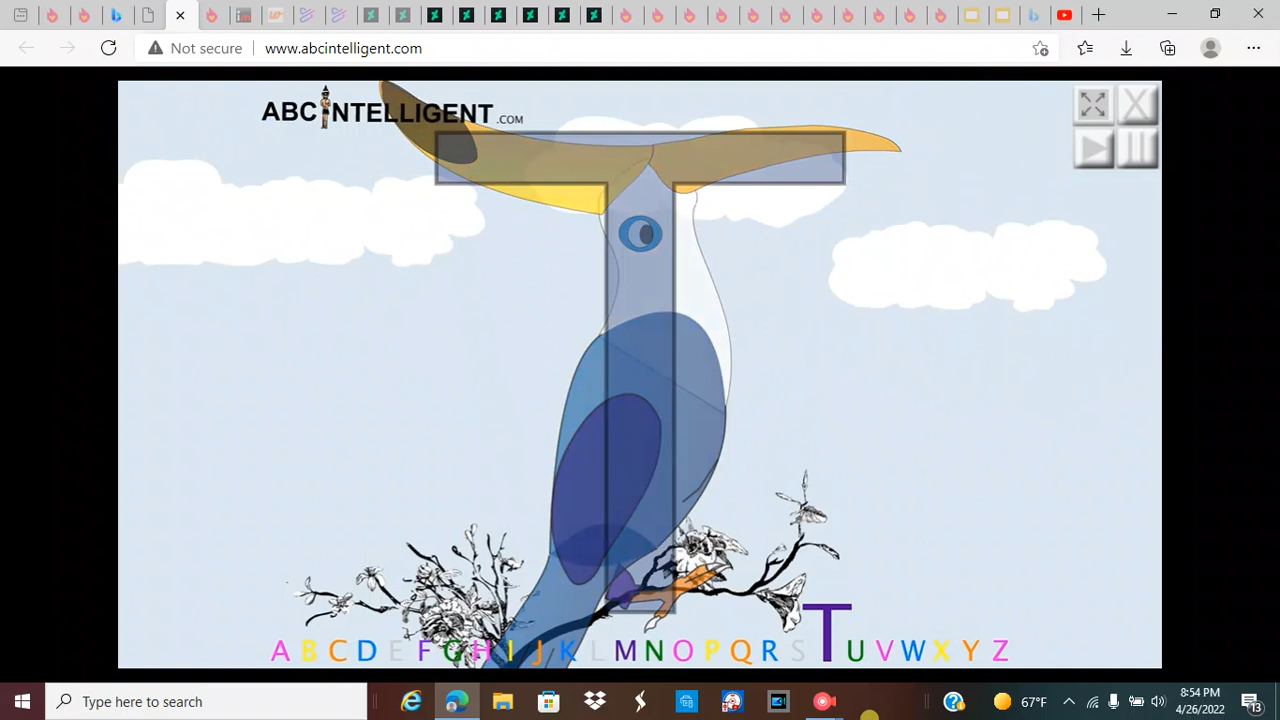 Not secure
www.abcintelligent.com
ABC INTELLIGENT .COM
T
A B C D E F G H I J K L M N O P Q R S T U V W X Y Z
Type here to search
67°F
8:54 PM
4/26/2022
13